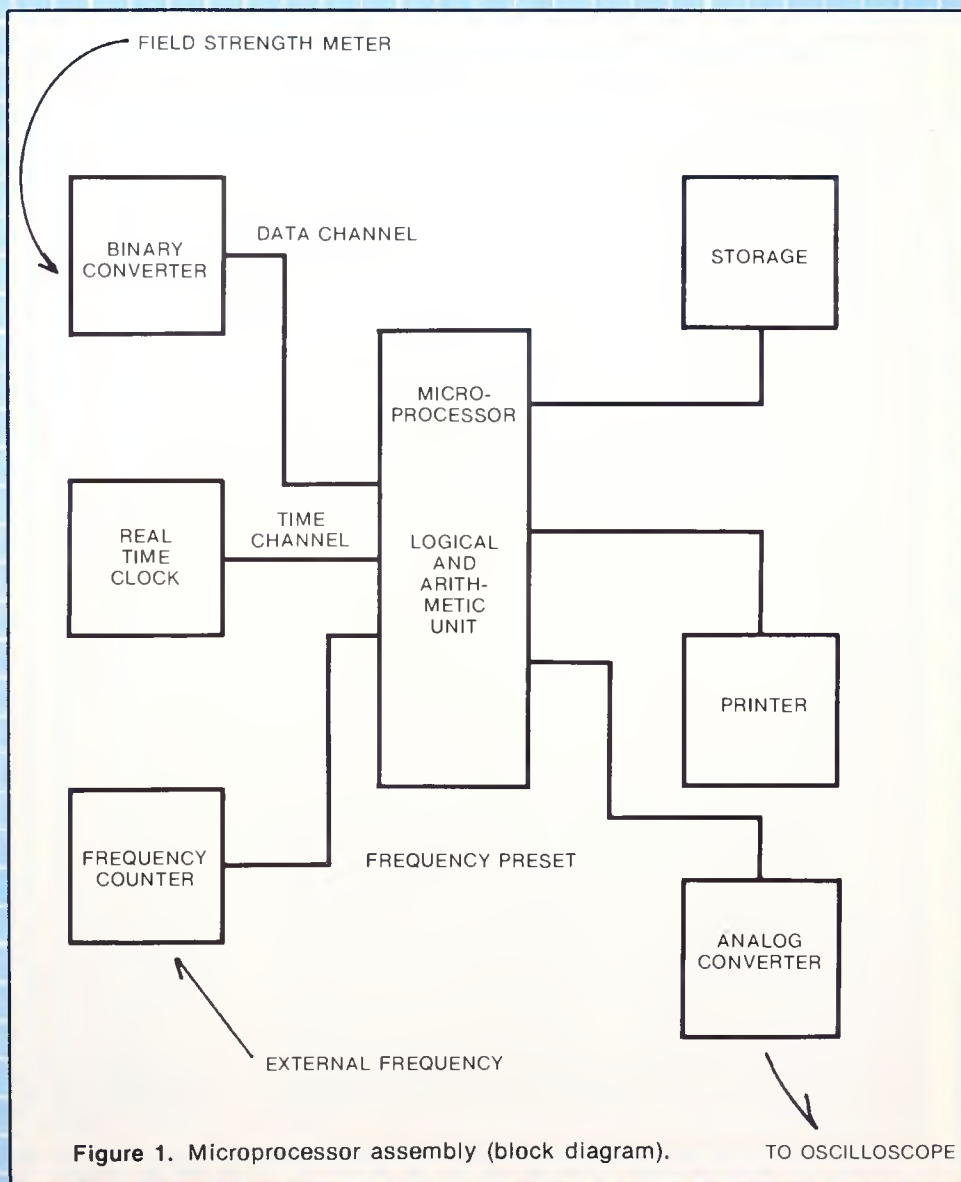 FIELD STRENGTH METER
BINARY
CONVERTER
DATA CHANNEL
STORAGE
MICRO-
PROCESSOR
REAL
TIME
CLOCK
TIME
CHANNEL
LOGICAL
AND
ARITH-
METIC
UNIT
PRINTER
FREQUENCY
COUNTER
FREQUENCY PRESET
ANALOG
CONVERTER
EXTERNAL FREQUENCY
Figure 1. Microprocessor assembly (block diagram).
TO OSCILLOSCOPE